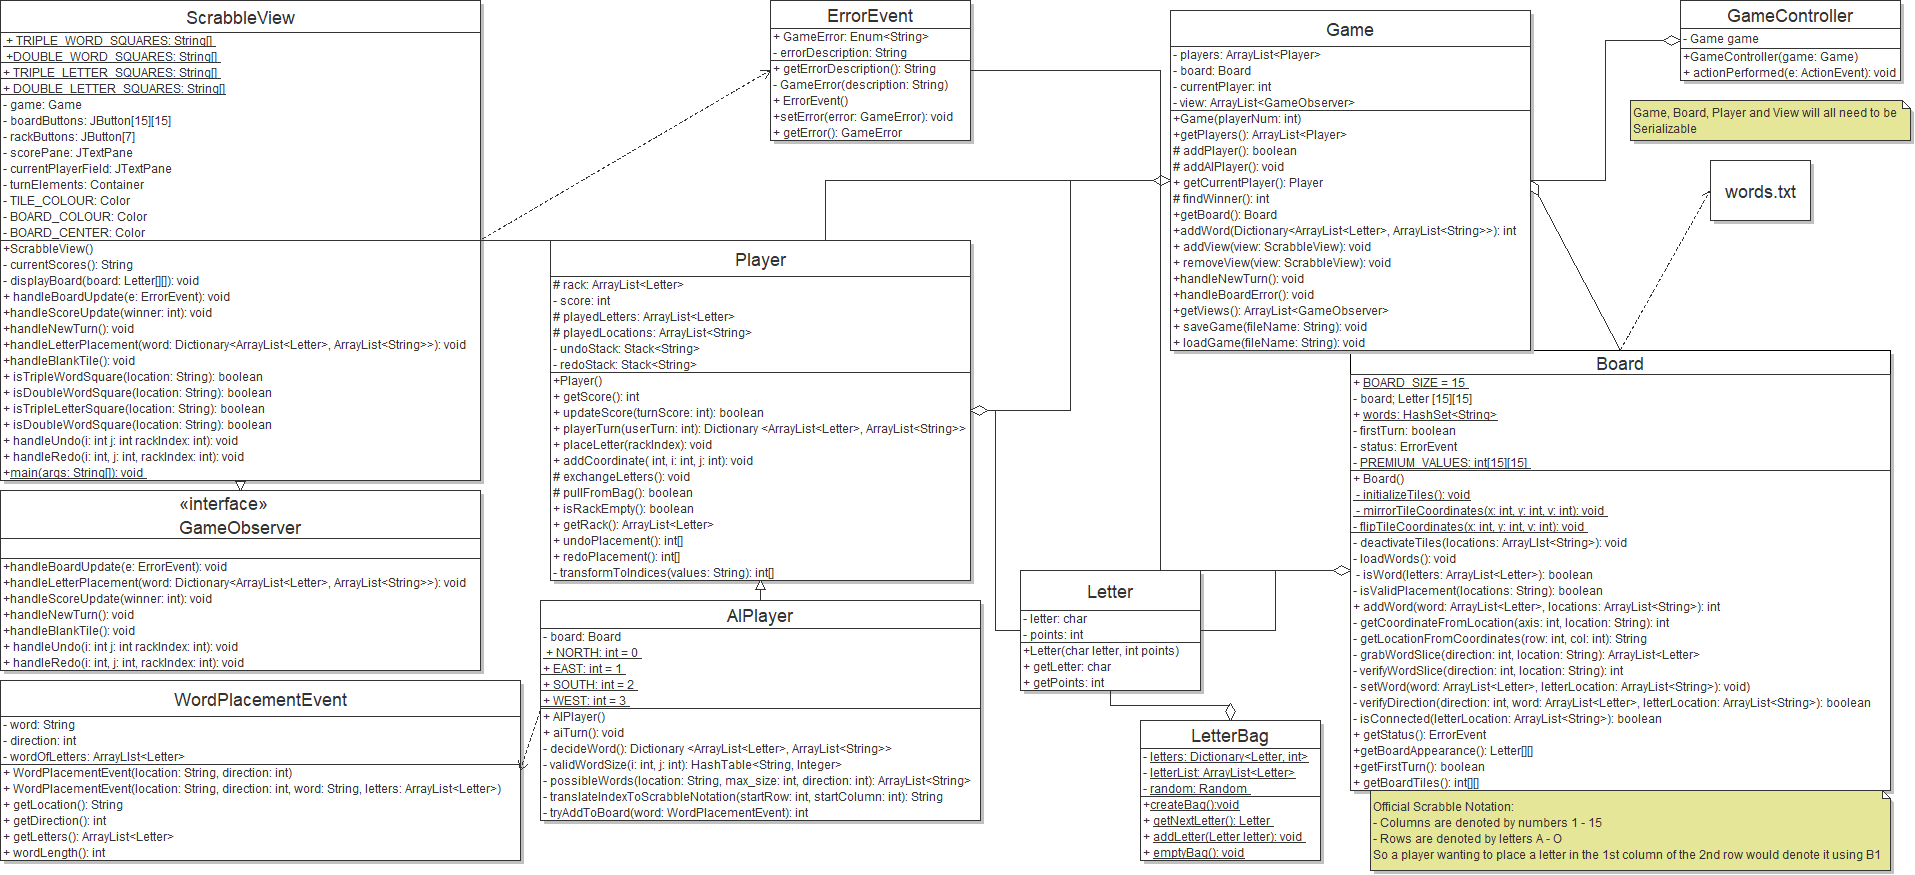 ScrabbleView
+ TRIPLE_WORD_SQUARES: String[]
+DOUBLE_WORD_SQUARES: String[]
+ TRIPLE_LETTER_SQUARES: String[]
+ DOUBLE_LETTER_SQUARES: String[]
- game: Game
- boardButtons: JButton[15][15]
- rackButtons: JButton[7]
- scorePane: JTextPane
- currentPlayerField: JTextPane
- turnElements: Container
- TILE_COLOUR: Color
- BOARD_COLOUR: Color
- BOARD_CENTER: Color
+ScrabbleView()
- currentScores(): String
- displayBoard(board: Letter[][]): void
+ handleBoardUpdate(e: ErrorEvent): void
+ handleScoreUpdate(winner: int): void
+handleNewTurn(): void
+handleLetterPlacement(word: Dictionary<ArrayList<Letter>, ArrayList<String>>): void
+handleBlankTile(): void
+ isTripleWordSquare(location: String): boolean
+ isDoubleWordSquare(location: String): boolean
+ isTripleLetterSquare(location: String): boolean
+ isDoubleWordSquare(location: String): boolean
+ handleUndo(i: int j: int rackIndex: int): void
+ handleRedo(i: int, j: int, rackIndex: int): void
+main(args: String[]): void
«interface»
GameObserver
+handleBoardUpdate(e: ErrorEvent): void
+handleLetterPlacement(word: Dictionary<ArrayList<Letter>, ArrayList<String>>): void
+handleScoreUpdate(winner: int): void
+handleNewTurn(): void
+handleBlankTile(): void
+ handleUndo(i: int j: int rackIndex: int): void
+ handleRedo(i: int, j: int, rackIndex: int): void
WordPlacementEvent
- word: String
- direction: int
- wordOfLetters: ArrayList<Letter>
+ WordPlacementEvent(location: String, direction: int)
+ WordPlacementEvent(location: String, direction: int, word: String, letters: ArrayList<Letter>)
+ getLocation(): String
+ getDirection(): int
+ getLetters(): ArrayList<Letter>
+ wordLength(): int
ErrorEvent
+ GameError: Enum<String>
- errorDescription: String
+ getErrorDescription(): String
- GameError(description: String)
+ ErrorEvent()
+setError(error: GameError): void
+ getError(): GameError
Player
# rack: ArrayList<Letter>
- score: int
# playedLetters: ArrayList<Letter>
# playedLocations: ArrayList<String>
- undoStack: Stack<String>
- redoStack: Stack<String>
+Player()
+ getScore(): int
+ updateScore(turnScore: int): boolean
+ playerTurn(userTurn: int): Dictionary <ArrayList<Letter>, ArrayList<String>>
+ placeLetter(rackIndex): void
+ addCoordinate( int, i: int, j: int): void
# exchangeLetters(): void
# pullFromBag(): boolean
+ isRackEmpty(): boolean
+ getRack(): ArrayList<Letter>
+ undoPlacement(): int[]
+ redoPlacement(): int[]
- transformToIndices(values: String): int[]
AIPlayer
- board: Board
+ NORTH: int = 0
+ EAST: int = 1
+ SOUTH: int = 2
+ WEST: int = 3
+ AIPlayer()
+ aiTurn(): void
- decideWord(): Dictionary <ArrayList<Letter>, ArrayList<String>>
- validWordSize(i: int, j: int): HashTable<String, Integer>
- possibleWords(location: String, max_size: int, direction: int): ArrayList<String>
- translateIndexToScrabbleNotation(startRow: int, startColumn: int): String
- tryAddToBoard(word: WordPlacementEvent): int
Letter
- letter: char
- points: int
+Letter(char letter, int points)
+ getLetter: char
+ getPoints: int
LetterBag
- letters: Dictionary<Letter, int>
- letterList: ArrayList<Letter>
- random: Random
+createBag():void
+ getNextLetter(): Letter
+ addLetter(Letter letter): void
+ emptyBag(): void
Game
- players: ArrayList<Player>
- board: Board
- currentPlayer: int
- view: ArrayList<GameObserver>
+Game(playerNum: int)
+getPlayers(): ArrayList<Player>
# addPlayer(): boolean
# addAIPlayer(): void
+ getCurrentPlayer(): Player
# findWinner(): int
+getBoard(): Board
+addWord(Dictionary<ArrayList<Letter>, ArrayList<String>>): int
+ addView(view: ScrabbleView): void
+ removeView(view: ScrabbleView): void
+handleNewTurn(): void
+handleBoardError(): void
+getViews(): ArrayList<GameObserver>
+ saveGame(fileName: String): void
+ loadGame(fileName: String): void
GameController
- Game game
+GameController(game: Game)
+ actionPerformed(e: ActionEvent): void
Game, Board, Player and View will all need to be
Serializable
words.txt
Board
+ BOARD_SIZE = 15
- board; Letter [15][15]
+ words: HashSet<String>
- firstTurn: boolean
- status: ErrorEvent
- PREMIUM_VALUES: int[15][15]
+ Board()
- initializeTiles(): void
- mirrorTileCoordinates(x: int, y: int, v: int): void
- flipTileCoordinates(x: int, y: int, v: int): void
- deactivateTiles(locations: ArrayList<String>): void
- loadWords(): void
- isWord(letters: ArrayList<Letter>): boolean
- isValidPlacement(locations: String): boolean
+ addWord(word: ArrayList<Letter>, locations: ArrayList<String>): int
- getCoordinateFromLocation(axis: int, location: String): int
- getLocationFromCoordinates(row: int, col: int): String
- grabWordSlice(direction: int, location: String): ArrayList<Letter>
- verifyWordSlice(direction: int, location: String): int
- setWord(word: ArrayList<Letter>, letterLocation: ArrayList<String>): void)
- verifyDirection(direction: int, word: ArrayList<Letter>, letterLocation: ArrayList<String>): boolean
- isConnected(letterLocation: ArrayList<String>): boolean
+ getStatus(): ErrorEvent
+getBoardAppearance(): Letter[][]
+getFirstTurn(): boolean
+ getBoardTiles(): int[][]
Official Scrabble Notation:
- Columns are denoted by numbers 1 - 15
- Rows are denoted by letters A - O
So a player wanting to place a letter in the 1st column of the 2nd row would denote it using B1